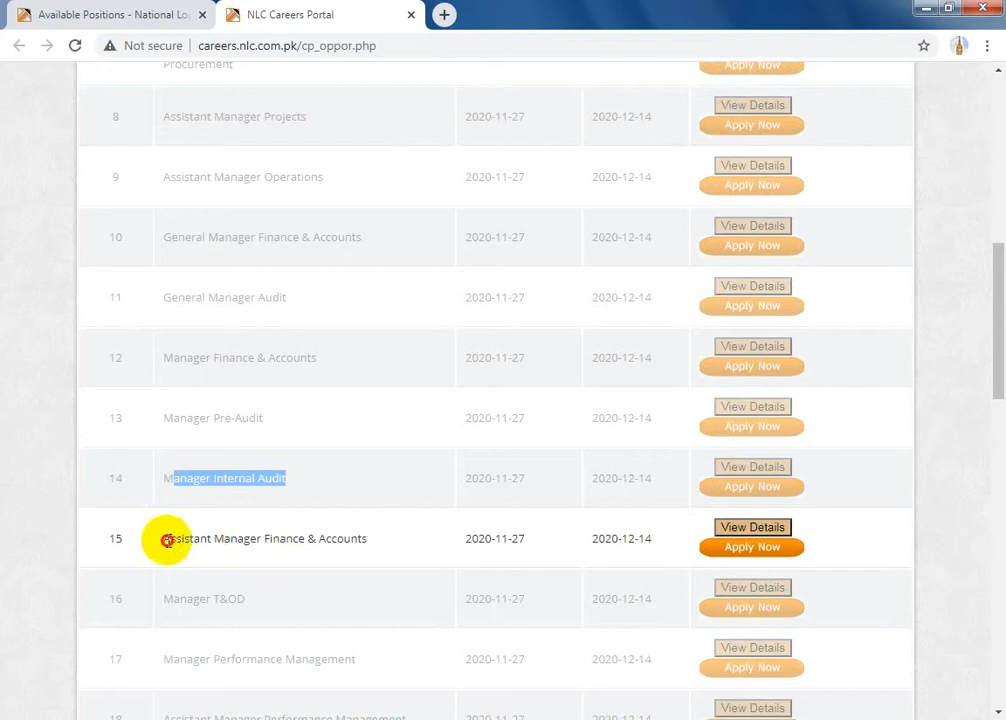 Available Positions - National Lo
NLC Careers Portal
Not secure
careers.nlc.com.pk/cp_oppor.php
Procurement
Apply Now
8 Assistant Manager Projects 2020-11-27 2020-12-14 View Details
Apply Now
9 Assistant Manager Operations 2020-11-27 2020-12-14 View Details
Apply Now
10 General Manager Finance & Accounts 2020-11-27 2020-12-14 View Details
Apply Now
11 General Manager Audit 2020-11-27 2020-12-14 View Details
Apply Now
12 Manager Finance & Accounts 2020-11-27 2020-12-14 View Details
Apply Now
13 Manager Pre-Audit 2020-11-27 2020-12-14 View Details
Apply Now
14 Manager Internal Audit 2020-11-27 2020-12-14 View Details
Apply Now
15 Assistant Manager Finance & Accounts 2020-11-27 2020-12-14 View Details
Apply Now
16 Manager T&OD 2020-11-27 2020-12-14 View Details
Apply Now
17 Manager Performance Management 2020-11-27 2020-12-14 View Details
Apply Now
18 Assistant Manager Performance Management View Details